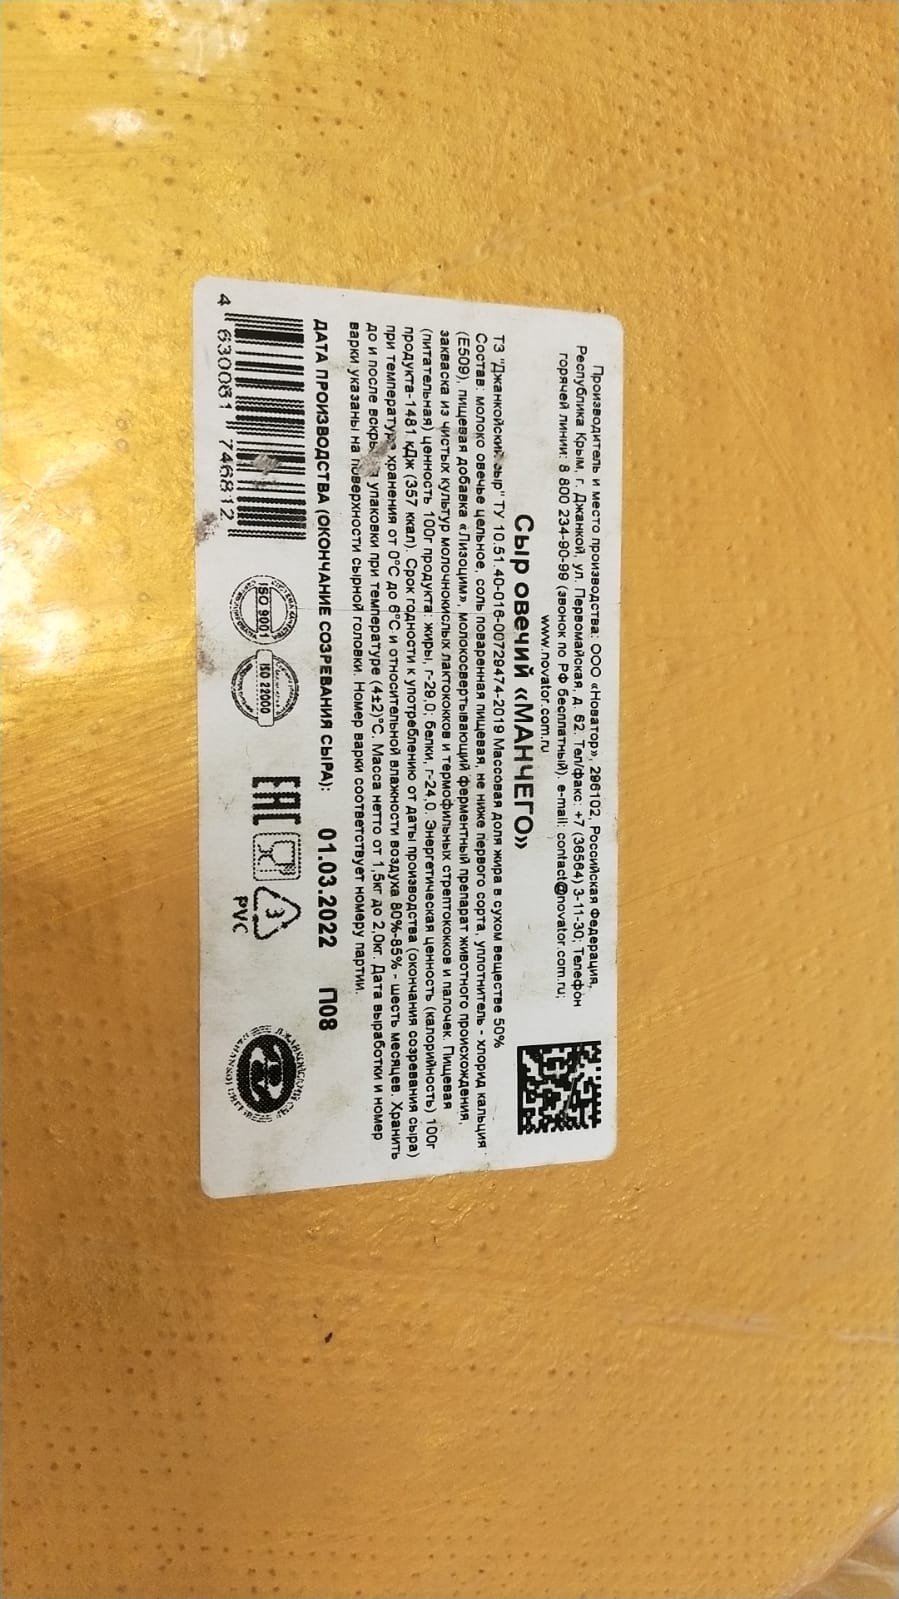 Производитель и место производства: ООО «Новатор», 296102, Российская Федерация,
Республика Крым, г. Джанкой, ул. Первомайская, д. 62. Тел/факс: +7 (36564) 3-11-30; Телефон
горячей линии: 8 800 234-90-99 (звонок по РФ бесплатный), e-mail: contact@novator.com.ru;
www.novator.com.ru
Сыр овечий «МАНЧЕГО»
ТЗ "Джанкойский сыр" ТУ 10.51.40-016-00729474-2019 Массовая доля жира в сухом веществе 50%
Состав: молоко овечье цельное, соль поваренная пищевая, не ниже первого сорта, уплотнитель - хлорид кальция
(Е509), пищевая добавка «Лизоцим», молокосвертывающий ферментный препарат животного происхождения,
закваска из чистых культур молочнокислых лактококков и термофильных стрептококков и палочек. Пищевая
(питательная) ценность 100г продукта: жиры, г-29,0; белки, г-24,0. Энергетическая ценность (калорийность) 100г
продукта-1481 кДж (357 ккал). Срок годности к употреблению от даты производства (окончания созревания сыра)
при температуре хранения от 0°С до 6°С и относительной влажности воздуха 80%-85% - шесть месяцев. Хранить
до и после вскрытия упаковки при температуре (4±2)°С. Масса нетто от 1,5кг до 2,0кг. Дата выработки и номер
варки указаны на поверхности сырной головки. Номер варки соответствует номеру партии.
ДАТА ПРОИЗВОДСТВА (ОКОНЧАНИЕ СОЗРЕВАНИЯ СЫРА): 01.03.2022 П08
4 630081 746812
ISO 9001
ISO 22000
EAC
3
PVC